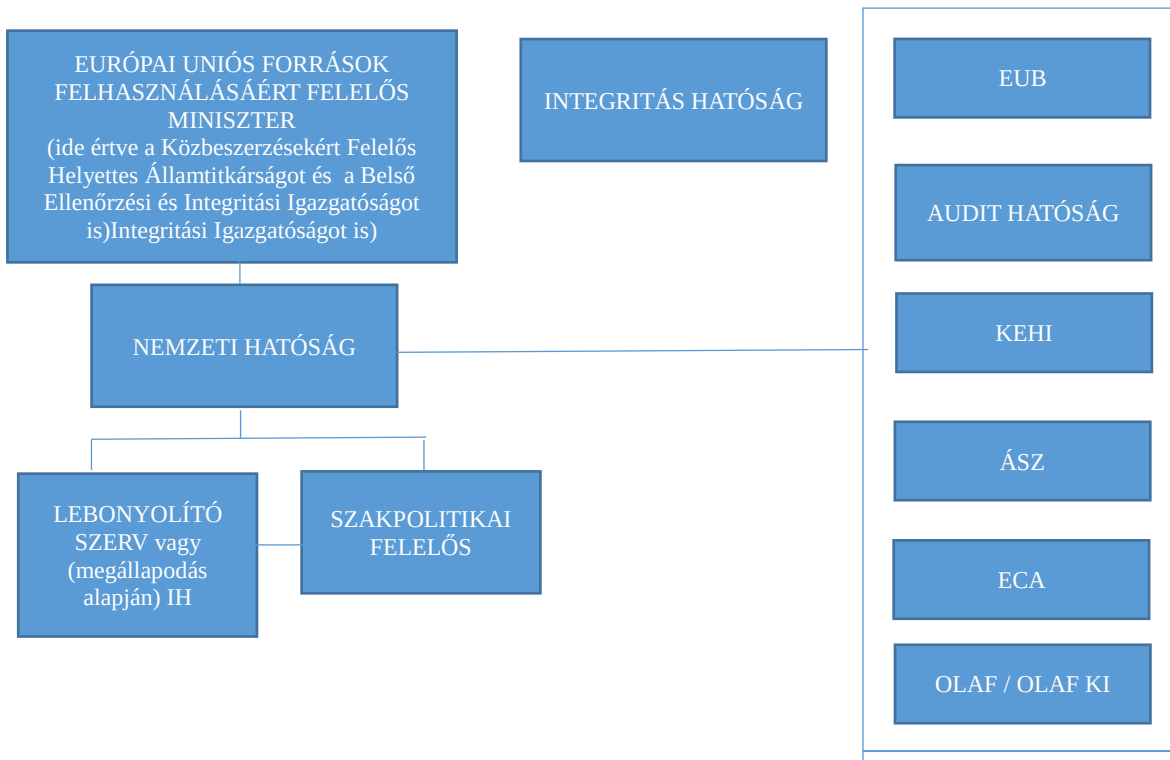 EURÓPAI UNIÓS FORRÁSOK
FELHASZNÁLÁSÁÉRT FELELŐS
MINISZTER
(ide értve a Közbeszerzésekért Felelős
Helyettes Államtitkárságot és  a Belső
Ellenőrzési és Integritási Igazgatóságot
is)Integritási Igazgatóságot is)
INTEGRITÁS HATÓSÁG
NEMZETI HATÓSÁG
LEBONYOLÍTÓ
SZERV vagy
(megállapodás
alapján) IH
SZAKPOLITIKAI
FELELŐS
EUB
AUDIT HATÓSÁG
KEHI
ÁSZ
ECA
OLAF / OLAF KI